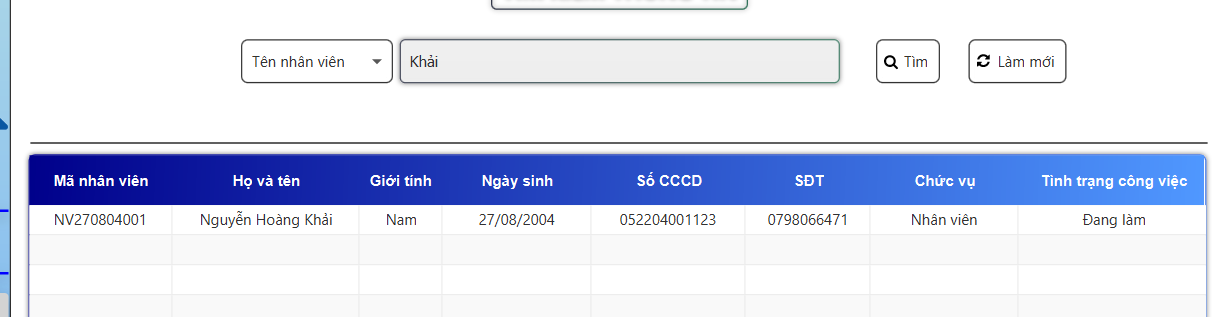 Tên nhân viên Khải Tìm Làm mới
Mã nhân viên Họ và tên Giới tính Ngày sinh Số CCCD SĐT Chức vụ Tình trạng công việc
NV270804001 Nguyễn Hoàng Khải Nam 27/08/2004 052204001123 0798066471 Nhân viên Đang làm